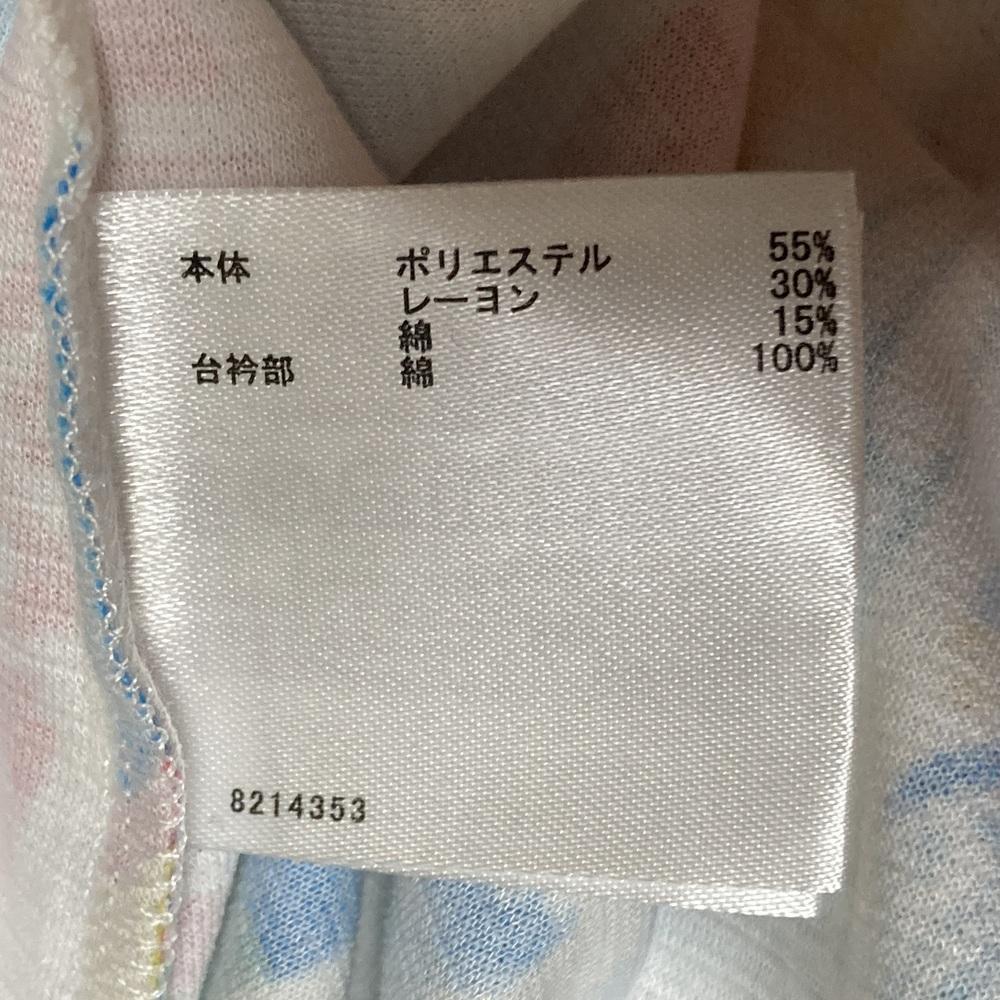 本体 ポリエステル 55%
レーヨン 30%
綿 15%
台衿部 綿 100%
8214353